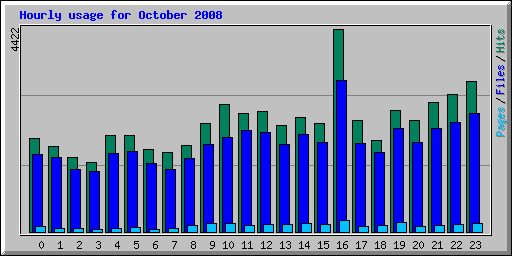 Hourly usage for October 2008
4422
Pages/Files/Hits
0 1 2 3 4 5 6 7 8 9 10 11 12 13 14 15 16 17 18 19 20 21 22 23